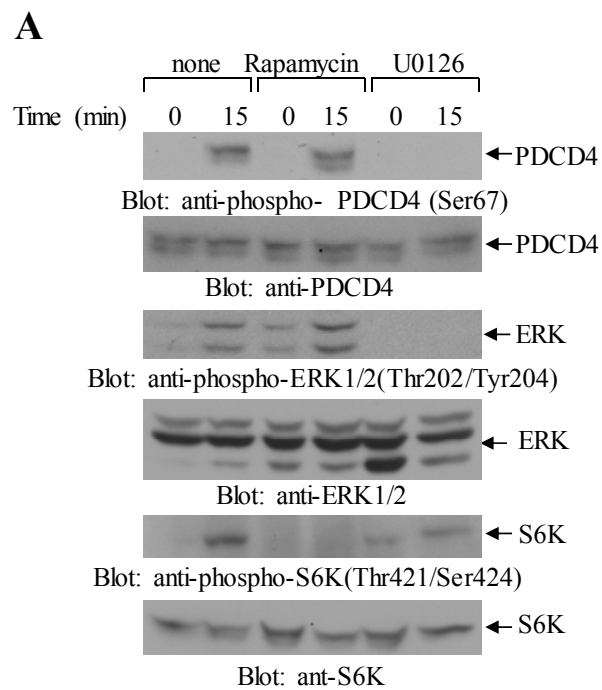 A
none Rapamycin U0126
Time (min) 0 15 0 15 0 15
PDCD4
Blot: anti-phospho- PDCD4 (Ser67)
PDCD4
Blot: anti-PDCD4
ERK
Blot: anti-phospho-ERK1/2(Thr202/Tyr204)
ERK
Blot: anti-ERK1/2
S6K
Blot: anti-phospho-S6K(Thr421/Ser424)
S6K
Blot: ant-S6K